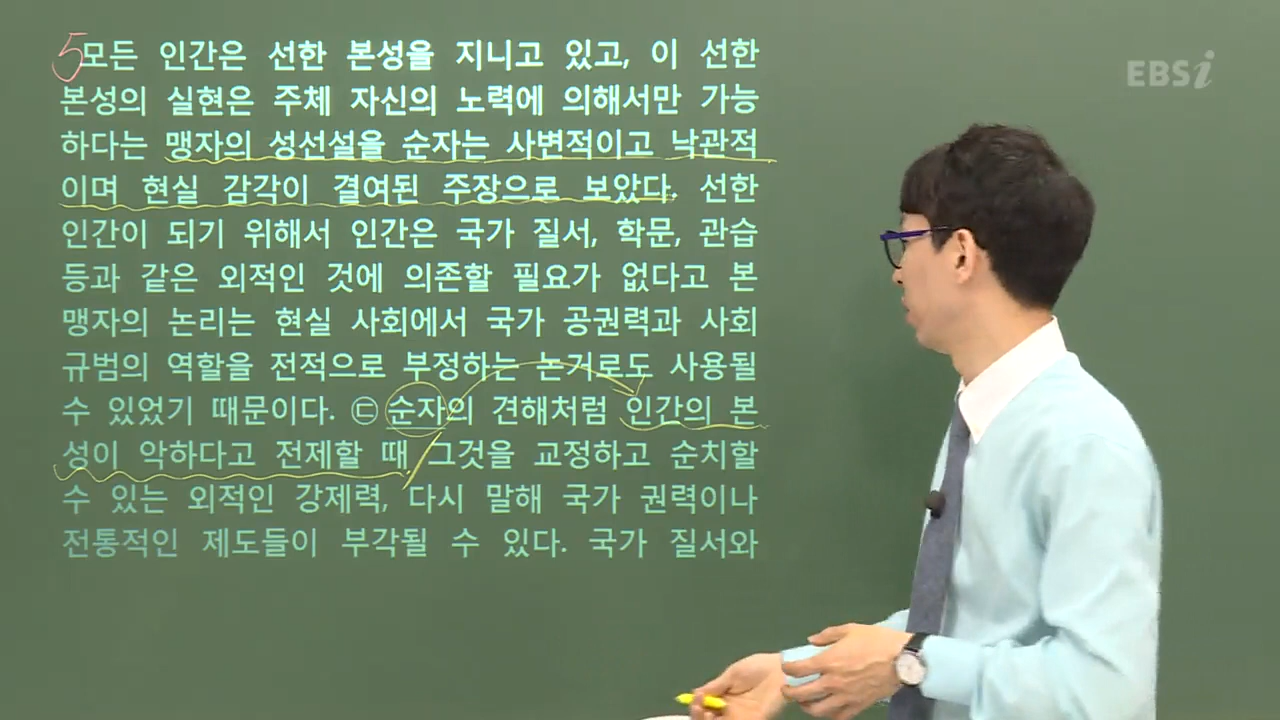 5 모든 인간은 선한 본성을 지니고 있고, 이 선한
본성의 실현은 주체 자신의 노력에 의해서만 가능
하다는 맹자의 성선설을 순자는 사변적이고 낙관적
이며 현실 감각이 결여된 주장으로 보았다. 선한
인간이 되기 위해서 인간은 국가 질서, 학문, 관습
등과 같은 외적인 것에 의존할 필요가 없다고 본
맹자의 논리는 현실 사회에서 국가 공권력과 사회
규범의 역할을 전적으로 부정하는 논거로도 사용될
수 있었기 때문이다. ㉢ 순자의 견해처럼 인간의 본
성이 악하다고 전제할 때 그것을 교정하고 순치할
수 있는 외적인 강제력, 다시 말해 국가 권력이나
전통적인 제도들이 부각될 수 있다. 국가 질서와
EBSi